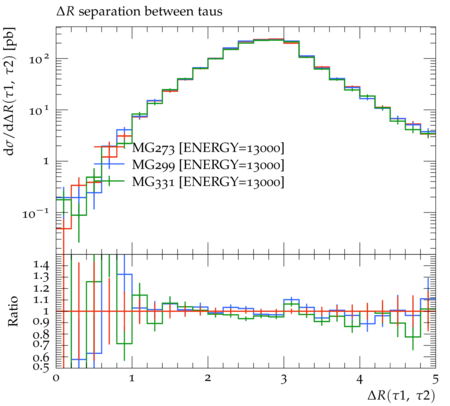 ΔR separation between taus
dσ/dΔR(τ1, τ2) [pb]
10²
10¹
1
10⁻¹
MG273 [ENERGY=13000]
MG299 [ENERGY=13000]
MG331 [ENERGY=13000]
Ratio
1.4
1.3
1.2
1.1
1
0.9
0.8
0.7
0.6
0.5
0 1 2 3 4 5
ΔR(τ1, τ2)